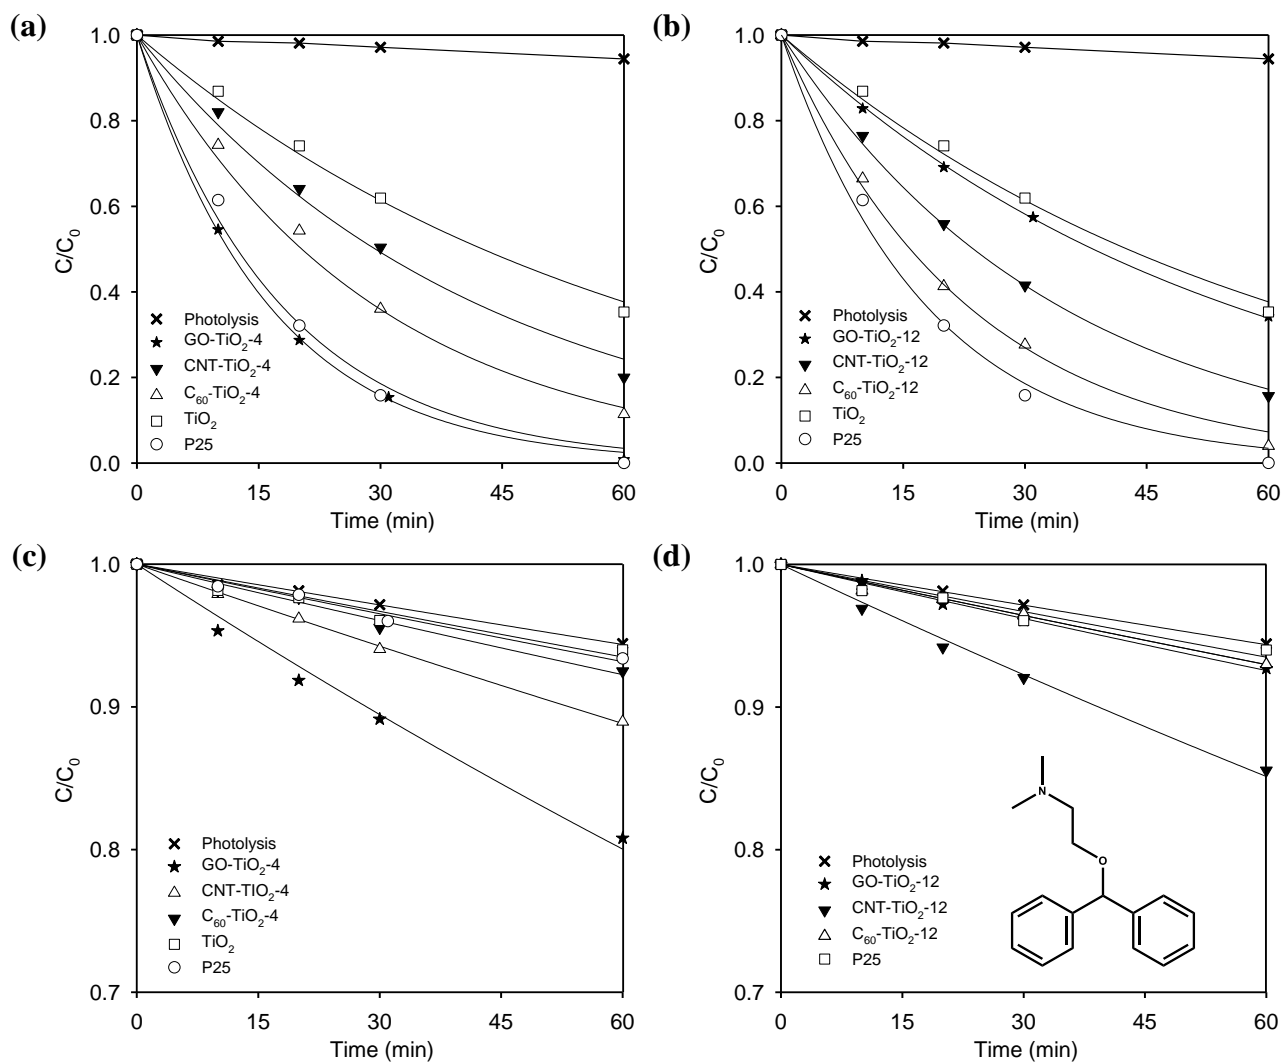 (a)
1.0
0.8
0.6
0.4
0.2
0.0
C/C0
Photolysis
GO-TiO2-4
CNT-TiO2-4
C60-TiO2-4
TiO2
P25
0 15 30 45 60
Time (min)
(b)
1.0
0.8
0.6
0.4
0.2
0.0
C/C0
Photolysis
GO-TiO2-12
CNT-TiO2-12
C60-TiO2-12
TiO2
P25
0 15 30 45 60
Time (min)
(c)
1.0
0.9
0.8
0.7
C/C0
Photolysis
GO-TiO2-4
CNT-TIO2-4
C60-TiO2-4
TiO2
P25
0 15 30 45 60
Time (min)
(d)
1.0
0.9
0.8
0.7
C/C0
N
O
Photolysis
GO-TiO2-12
CNT-TiO2-12
C60-TiO2-12
P25
0 15 30 45 60
Time (min)